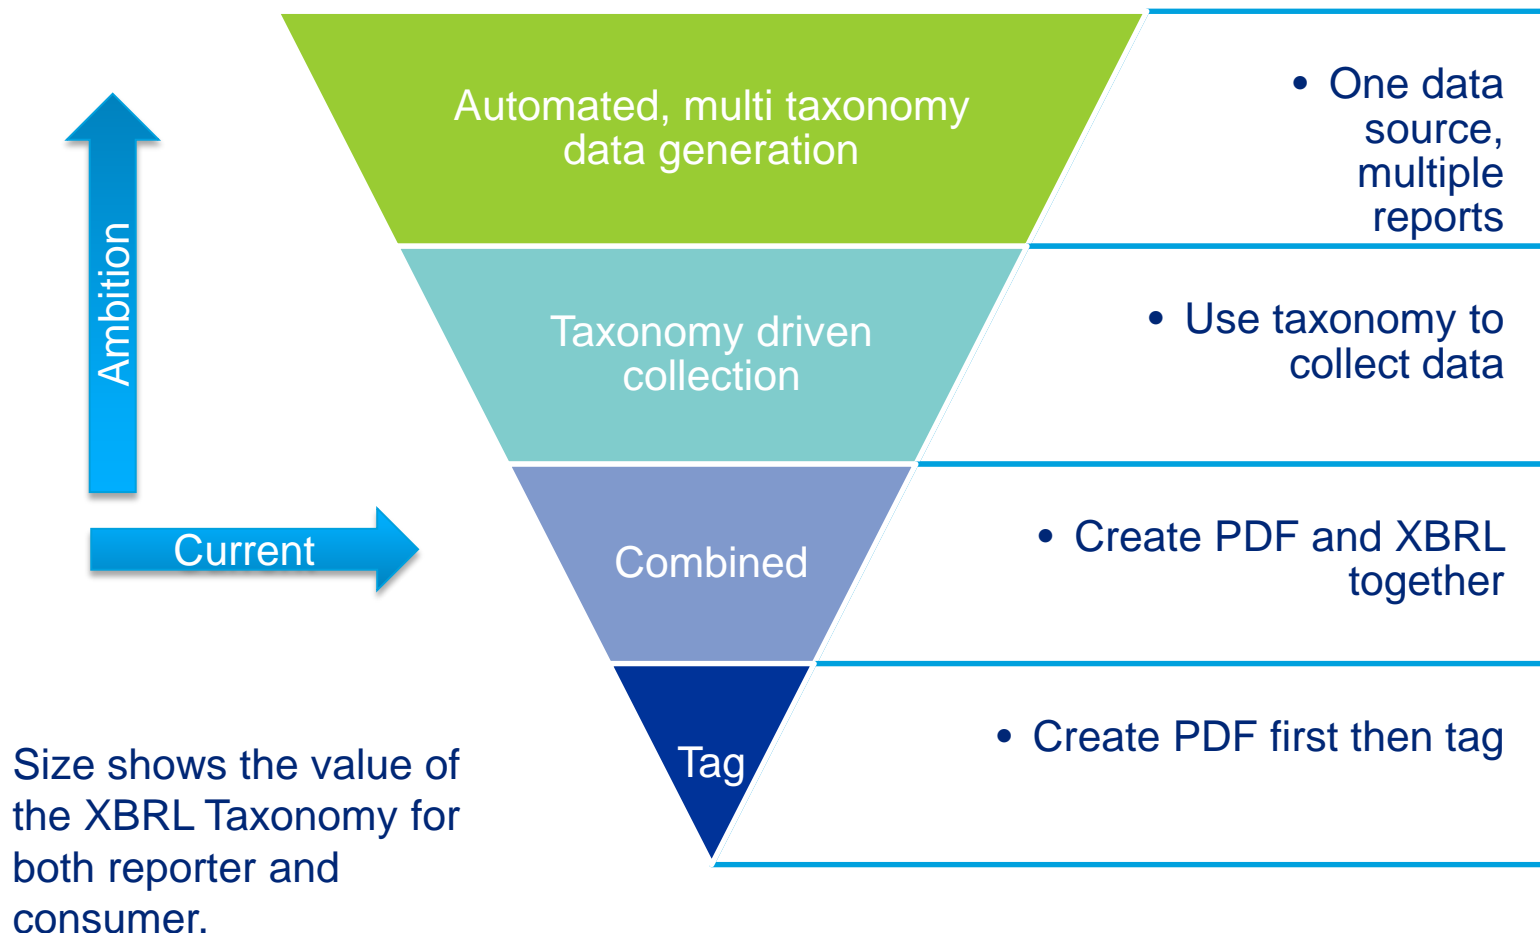 Automated, multi taxonomy
data generation
• One data
source,
multiple
reports
Ambition
Taxonomy driven
collection
• Use taxonomy to
collect data
Current
Combined
• Create PDF and XBRL
together
Tag
• Create PDF first then tag
Size shows the value of
the XBRL Taxonomy for
both reporter and
consumer.